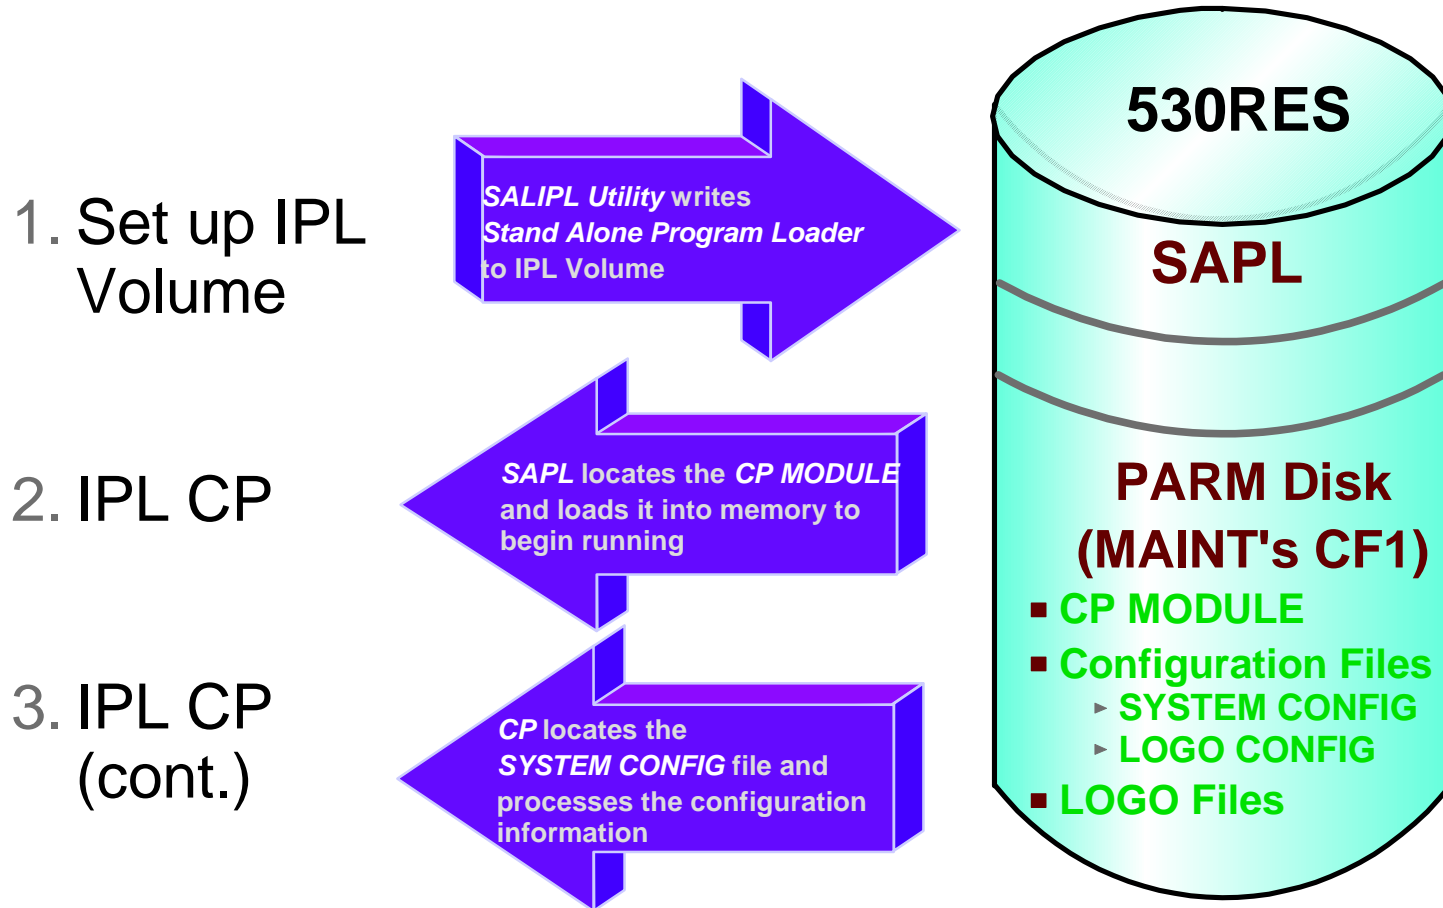 1. Set up IPL
Volume
SALIPL Utility writes
Stand Alone Program Loader
to IPL Volume
2. IPL CP
SAPL locates the CP MODULE
and loads it into memory to
begin running
3. IPL CP
(cont.)
CP locates the
SYSTEM CONFIG file and
processes the configuration
information
530RES
SAPL
PARM Disk
(MAINT's CF1)
CP MODULE
Configuration Files
SYSTEM CONFIG
LOGO CONFIG
LOGO Files